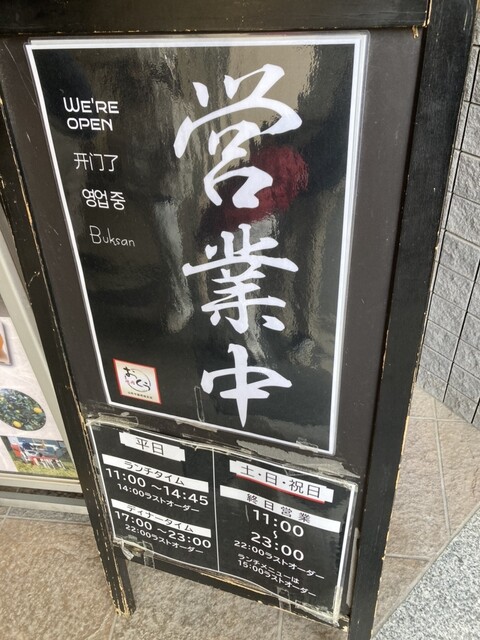 営業中
WE'RE
OPEN
开门了
영업 중
Buksan
平日
ランチタイム
11:00 〜 14:45
14:00ラストオーダー
ディナータイム
17:00 〜23:00
22:00ラストオーダー
土・日・祝日
終日営業
11:00
〜
23:00
22:00ラストオーダー
ランチメニューは
15:00ラストオーダー